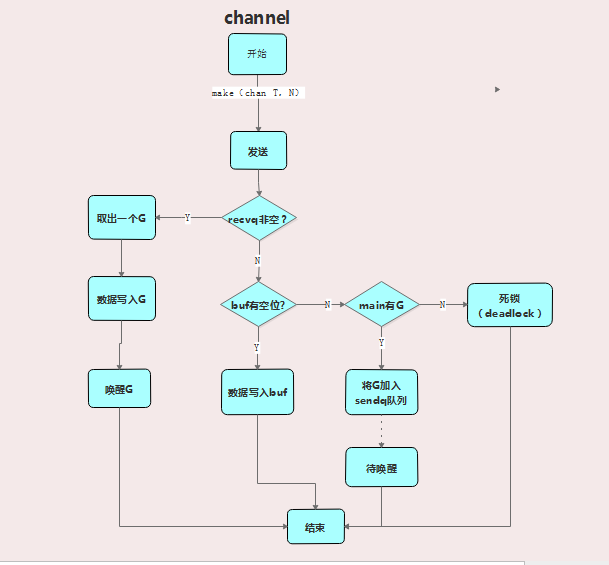 channel
开始
make（chan T，N）
发送
recvq非空？
Y
取出一个G
N
数据写入G
buf有空位?
N
main有G
N
死锁
（deadlock）
Y
Y
唤醒G
数据写入buf
将G加入
sendq队列
待唤醒
结束